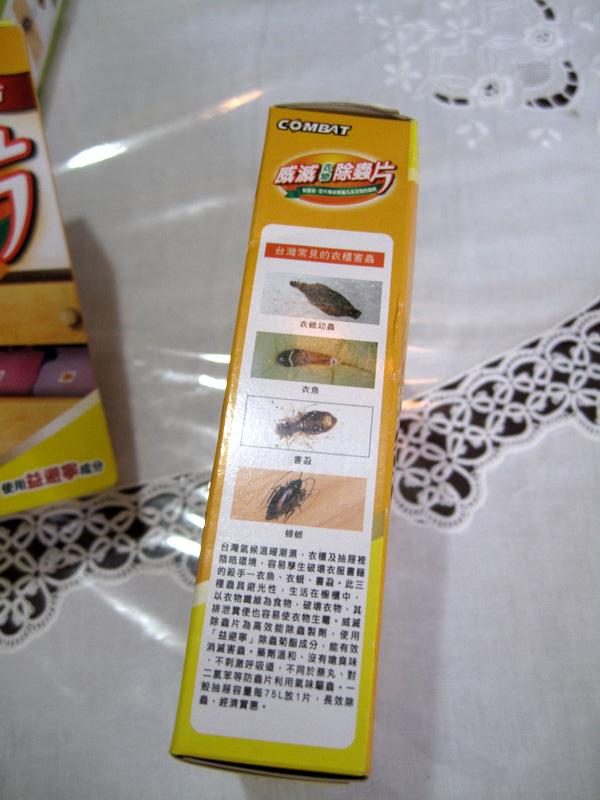 COMBAT
威滅衣櫥除蟲片
台灣常見的衣櫃害蟲
衣蛾幼蟲
衣魚
書蝨
蟑螂
台灣氣候溫暖潮濕，衣櫃及抽屜裡
陰暗環境，容易孳生破壞衣服書籍
的殺手－衣魚、衣蛾、書蝨。此三
種蟲具避光性，生活在櫥櫃中，
以衣物纖維為食物，破壞衣物，其
排泄糞便也容易使衣物生黴。威滅
除蟲片為高效能除蟲製劑，使用
「益避寧」除蟲菊酯成分，能有效
消滅害蟲。藥劑溫和，沒有嗆臭味
，不刺激呼吸道，不同於萘丸、對
二氯苯等防蟲片利用氣味驅蟲。一
般抽屜容量每75L放1片，長效除
蟲，經濟實惠。
使用益避寧成分